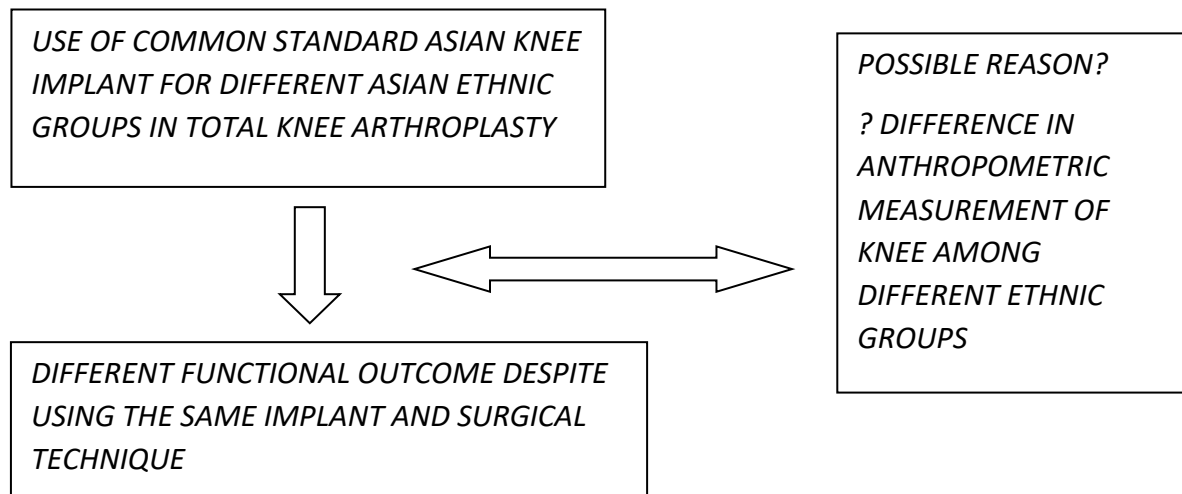 USE OF COMMON STANDARD ASIAN KNEE
IMPLANT FOR DIFFERENT ASIAN ETHNIC
GROUPS IN TOTAL KNEE ARTHROPLASTY
POSSIBLE REASON?
? DIFFERENCE IN
ANTHROPOMETRIC
MEASUREMENT OF
KNEE AMONG
DIFFERENT ETHNIC
GROUPS
DIFFERENT FUNCTIONAL OUTCOME DESPITE
USING THE SAME IMPLANT AND SURGICAL
TECHNIQUE